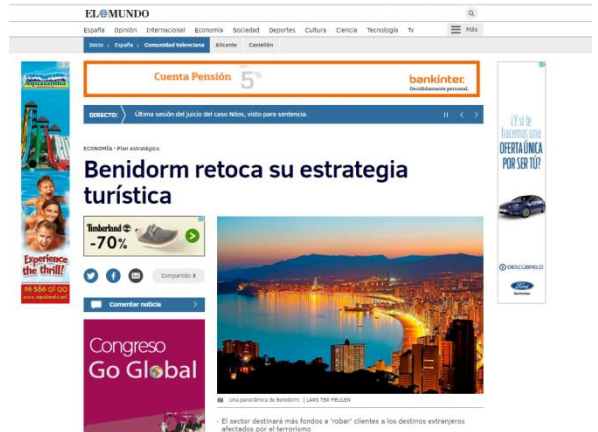 EL MUNDO
España Opinión Internacional Economía Sociedad Deportes Cultura Ciencia Tecnología Tv Más
Inicio › España › Comunidad Valenciana Alicante Castellón
Cuenta Pensión 5%
bankinter.
DIRECTO: Última sesión del juicio del caso Nóos, visto para sentencia.
¿Y si te
hacemos una
OFERTA ÚNICA
POR SER TÚ?
ECONOMÍA Plan estratégico
Benidorm retoca su estrategia
turística
Timberland
-70%
Experience
the thrill!
96 586 01 00
DESCÚBRELO
Ford
Compartido 3
Comentar noticia
Congreso
Go Global
Una panorámica de Benidorm. | LARS TER MEULEN
· El sector destinará más fondos a 'robar' clientes a los destinos extranjeros
afectados por el terrorismo